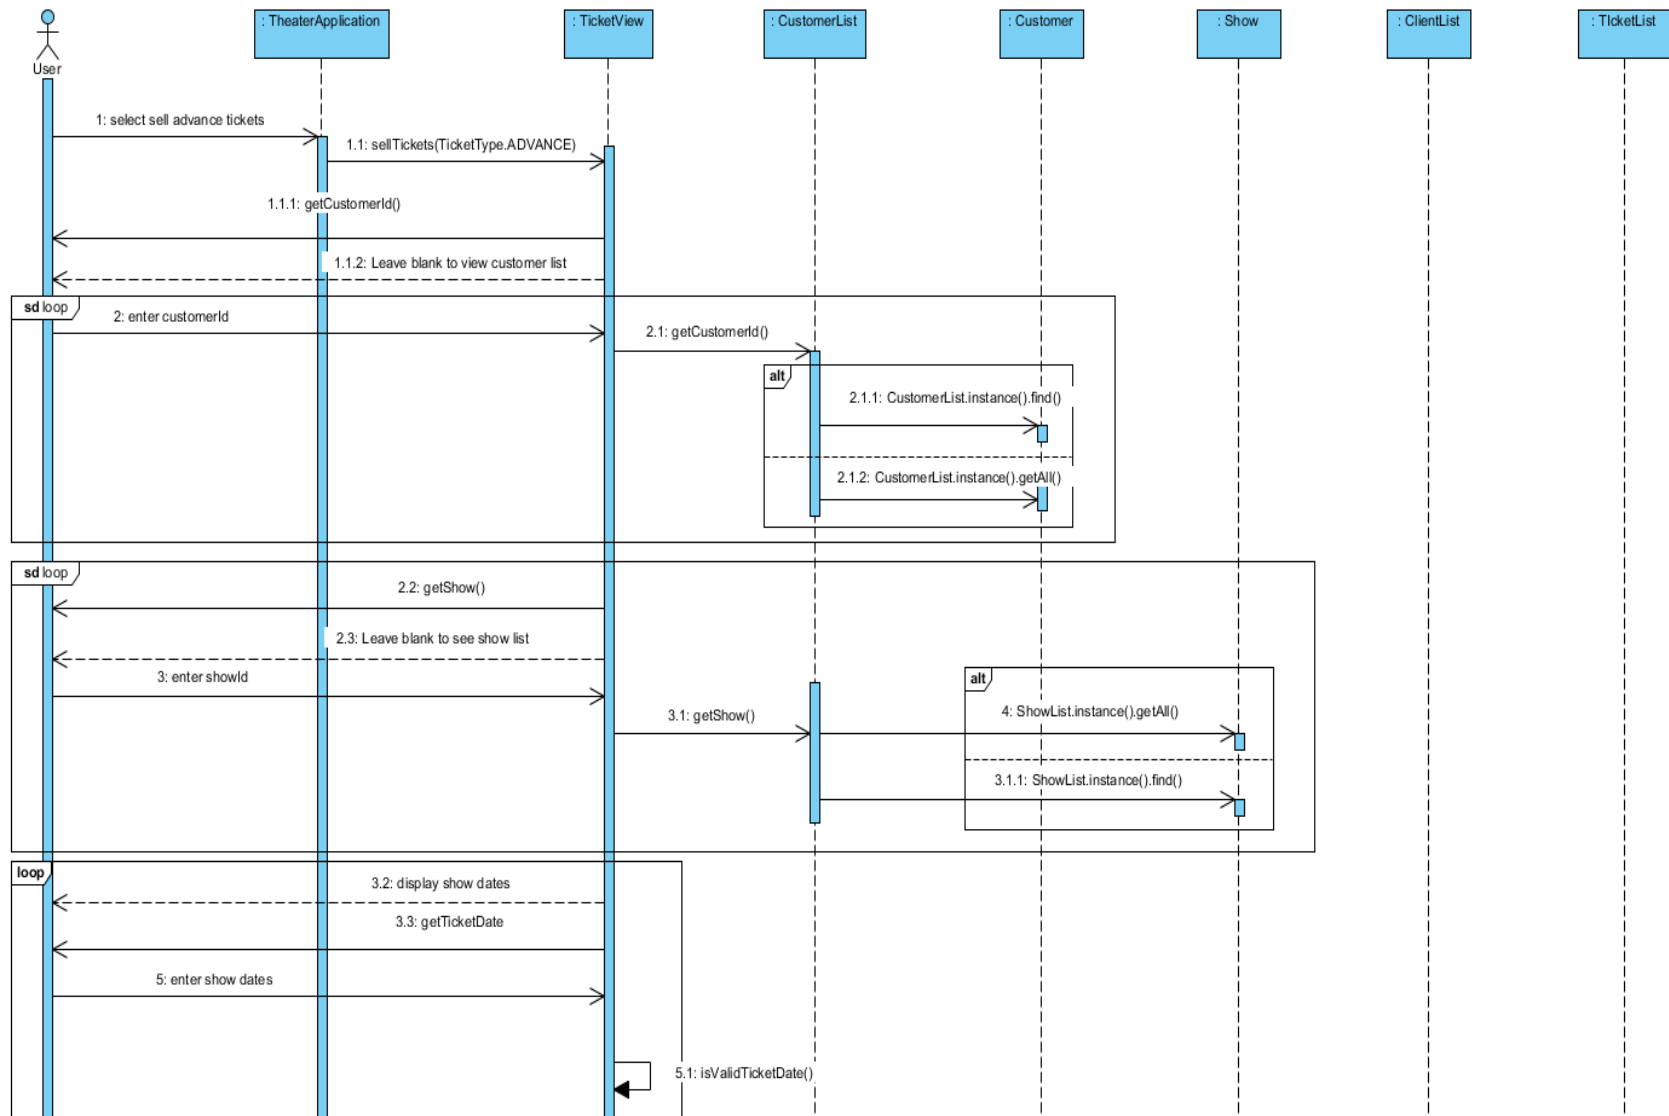 : TheaterApplication
: TicketView
: CustomerList
: Customer
: Show
: ClientList
: TIcketList
User
1: select sell advance tickets
1.1: sellTickets(TicketType.ADVANCE)
1.1.1: getCustomerId()
1.1.2: Leave blank to view customer list
sd loop
2: enter customerId
2.1: getCustomerId()
alt
2.1.1: CustomerList.instance().find()
2.1.2: CustomerList.instance().getAll()
sd loop
2.2: getShow()
2.3: Leave blank to see show list
3: enter showId
alt
3.1: getShow()
4: ShowList.instance().getAll()
3.1.1: ShowList.instance().find()
loop
3.2: display show dates
3.3: getTicketDate
5: enter show dates
5.1: isValidTicketDate()